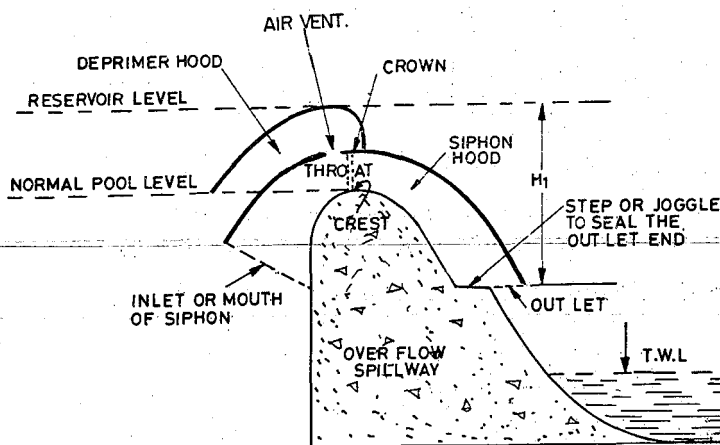 AIR VENT.
DEPRIMER HOOD
CROWN
RESERVOIR LEVEL
SIPHON
HOOD
THROAT
H1
NORMAL POOL LEVEL
CREST
STEP OR JOGGLE
TO SEAL THE
OUT LET END
INLET OR MOUTH
OF SIPHON
OUT LET
OVER FLOW
SPILLWAY
T.W.L